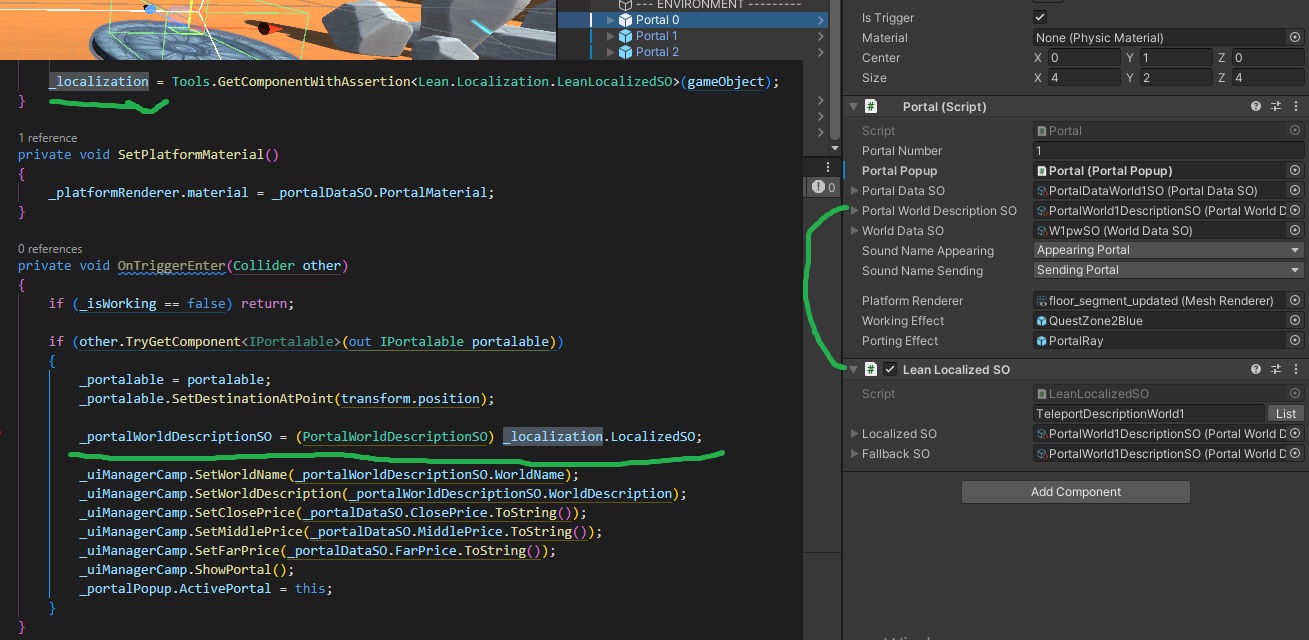 --- ENVIRONMENT ---------
Portal 0
Portal 1
Portal 2
0
_localization = Tools.GetComponentWithAssertion<Lean.Localization.LeanLocalizedSO>(gameObject);
}
1 reference
private void SetPlatformMaterial()
{
_platformRenderer.material = _portalDataSO.PortalMaterial;
}
0 references
private void OnTriggerEnter(Collider other)
{
if (_isWorking == false) return;
if (other.TryGetComponent<IPortalable>(out IPortalable portalable))
{
_portalable = portalable;
_portalable.SetDestinationAtPoint(transform.position);
_portalWorldDescriptionSO = (PortalWorldDescriptionSO) _localization.LocalizedSO;
_uiManagerCamp.SetWorldName(_portalWorldDescriptionSO.WorldName);
_uiManagerCamp.SetWorldDescription(_portalWorldDescriptionSO.WorldDescription);
_uiManagerCamp.SetClosePrice(_portalDataSO.ClosePrice.ToString());
_uiManagerCamp.SetMiddlePrice(_portalDataSO.MiddlePrice.ToString());
_uiManagerCamp.SetFarPrice(_portalDataSO.FarPrice.ToString());
_uiManagerCamp.ShowPortal();
_portalPopup.ActivePortal = this;
}
}
Is Trigger
Material None (Physic Material)
Center X 0 Y 1 Z 0
Size X 4 Y 2 Z 4
# Portal (Script)
Script Portal
Portal Number 1
Portal Popup Portal (Portal Popup)
Portal Data SO PortalDataWorld1SO (Portal Data SO)
Portal World Description SO PortalWorld1DescriptionSO (Portal World D
World Data SO W1pwSO (World Data SO)
Sound Name Appearing Appearing Portal
Sound Name Sending Sending Portal
Platform Renderer floor_segment_updated (Mesh Renderer)
Working Effect QuestZone2Blue
Porting Effect PortalRay
# Lean Localized SO
Script LeanLocalizedSO
TeleportDescriptionWorld1 List
Localized SO PortalWorld1DescriptionSO (Portal World D
Fallback SO PortalWorld1DescriptionSO (Portal World D
Add Component